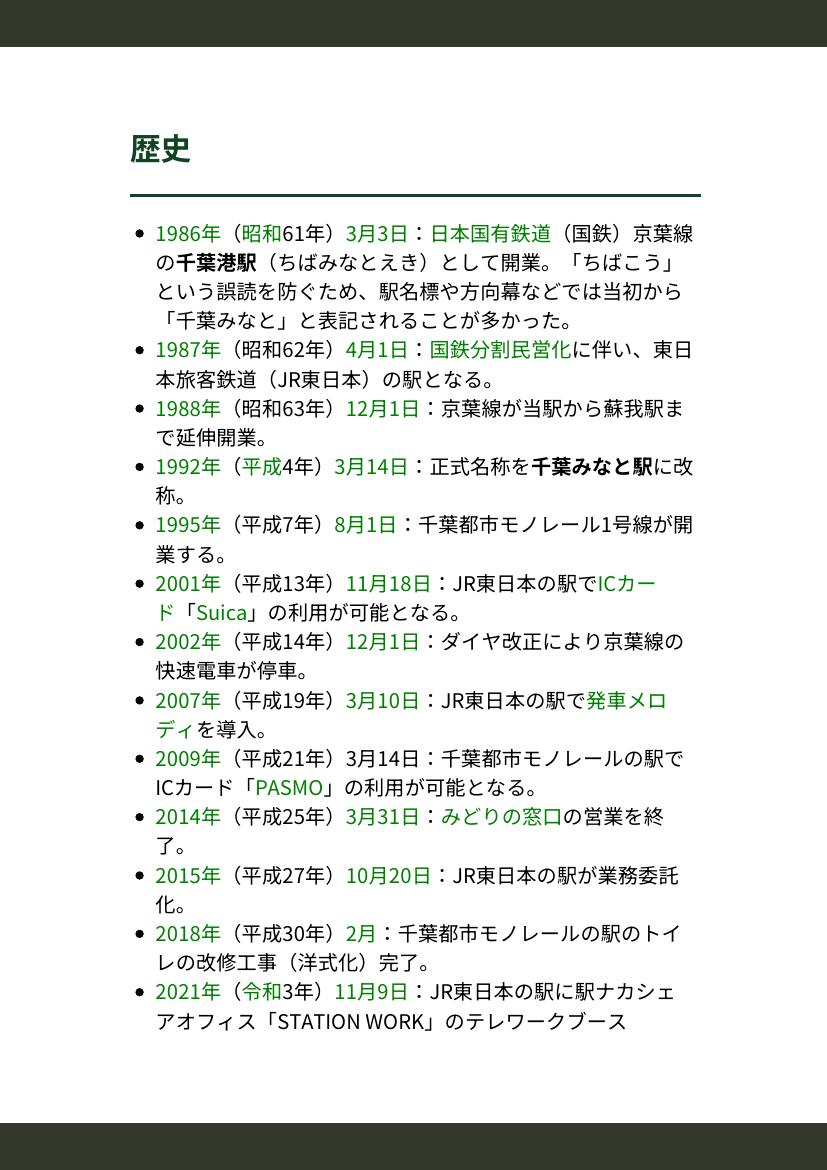 歴史
1986年（昭和61年）3月3日：日本国有鉄道（国鉄）京葉線
の千葉港駅（ちばみなとえき）として開業。「ちばこう」
という誤読を防ぐため、駅名標や方向幕などでは当初から
「千葉みなと」と表記されることが多かった。
1987年（昭和62年）4月1日：国鉄分割民営化に伴い、東日
本旅客鉄道（JR東日本）の駅となる。
1988年（昭和63年）12月1日：京葉線が当駅から蘇我駅ま
で延伸開業。
1992年（平成4年）3月14日：正式名称を千葉みなと駅に改
称。
1995年（平成7年）8月1日：千葉都市モノレール1号線が開
業する。
2001年（平成13年）11月18日：JR東日本の駅でICカー
ド「Suica」の利用が可能となる。
2002年（平成14年）12月1日：ダイヤ改正により京葉線の
快速電車が停車。
2007年（平成19年）3月10日：JR東日本の駅で発車メロ
ディを導入。
2009年（平成21年）3月14日：千葉都市モノレールの駅で
ICカード「PASMO」の利用が可能となる。
2014年（平成25年）3月31日：みどりの窓口の営業を終
了。
2015年（平成27年）10月20日：JR東日本の駅が業務委託
化。
2018年（平成30年）2月：千葉都市モノレールの駅のトイ
レの改修工事（洋式化）完了。
2021年（令和3年）11月9日：JR東日本の駅に駅ナカシェ
アオフィス「STATION WORK」のテレワークブース